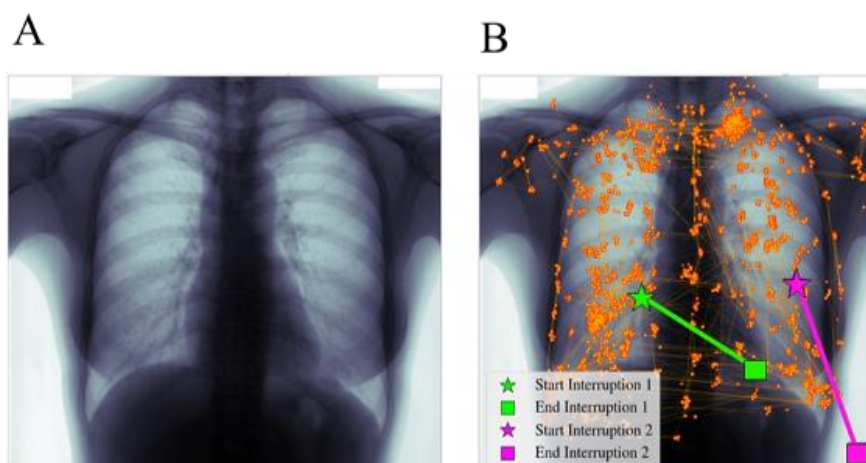 A
B
Start Interruption 1
End Interruption 1
Start Interruption 2
End Interruption 2